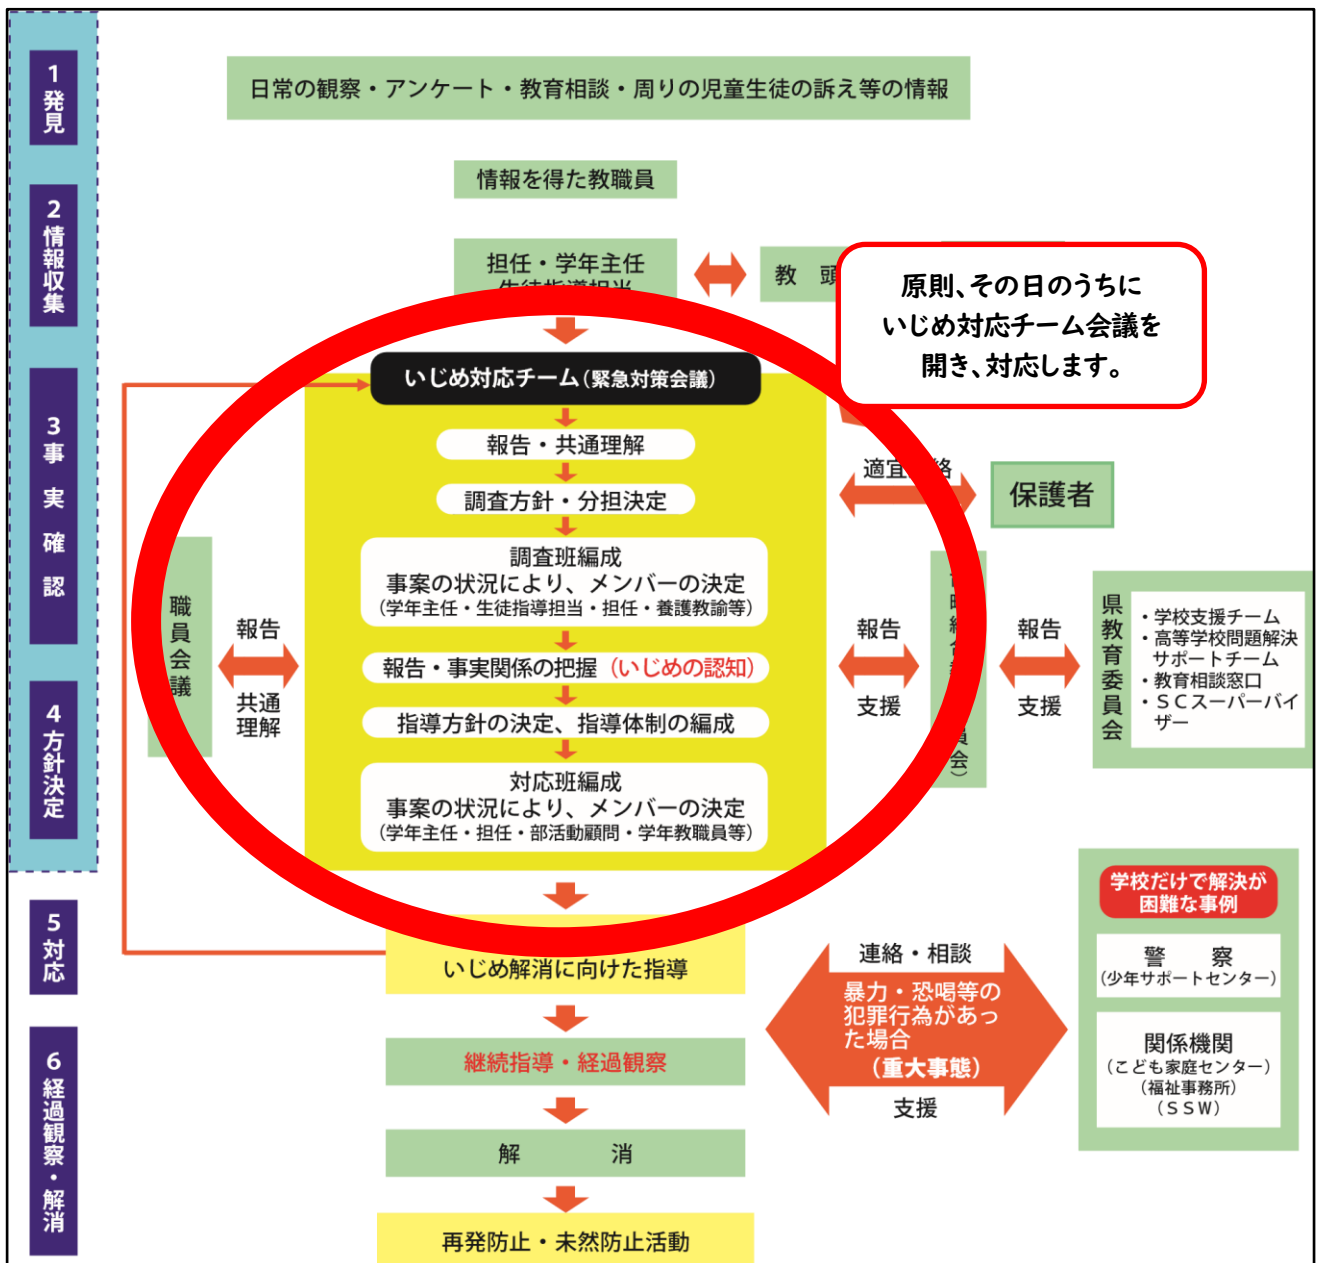 1発見
日常の観察・アンケート・教育相談・周りの児童生徒の訴え等の情報
2情報収集
情報を得た教職員
担任・学年主任
生徒指導担当
教 頭
原則、その日のうちに
いじめ対応チーム会議を
開き、対応します。
3事実確認
いじめ対応チーム(緊急対策会議)
報告・共通理解
調査方針・分担決定
調査班編成
事案の状況により、メンバーの決定
(学年主任・生徒指導担当・担任・養護教諭等)
報告・事実関係の把握(いじめの認知)
指導方針の決定、指導体制の編成
対応班編成
事案の状況により、メンバーの決定
(学年主任・担任・部活動顧問・学年教職員等)
適宜
絡
保護者
職員会議
報告
共通
理解
報告
支援
員会)
報告
支援
県教育委員会
・学校支援チーム
・高等学校問題解決
サポートチーム
・教育相談窓口
・SCスーパーバイ
ザー
4方針決定
5対応
いじめ解消に向けた指導
連絡・相談
暴力・恐喝等の
犯罪行為があっ
た場合
(重大事態)
支援
学校だけで解決が
困難な事例
警 察
(少年サポートセンター)
関係機関
(こども家庭センター)
(福祉事務所)
(SSW)
6経過観察・解消
継続指導・経過観察
解 消
再発防止・未然防止活動